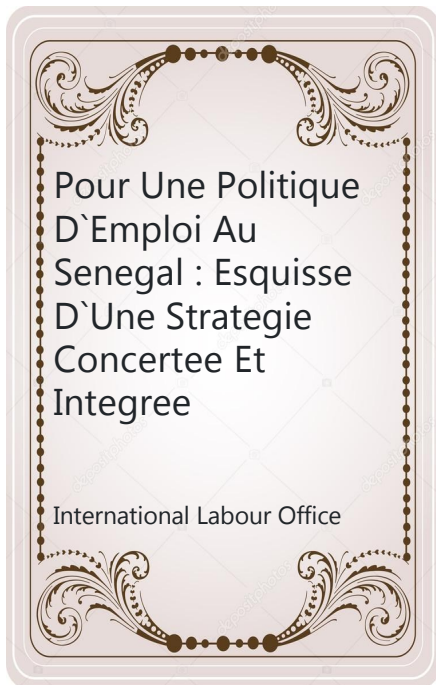 Pour Une Politique
D`Emploi Au
Senegal : Esquisse
D`Une Strategie
Concertee Et
Integree
International Labour Office